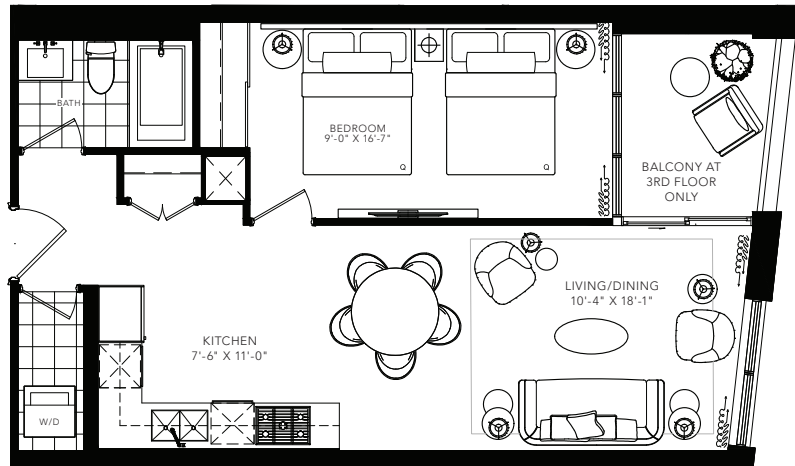 BATH
BEDROOM
9'-0" X 16'-7"
Q
Q
BALCONY AT
3RD FLOOR
ONLY
LIVING/DINING
10'-4" X 18'-1"
KITCHEN
7'-6" X 11'-0"
W/D